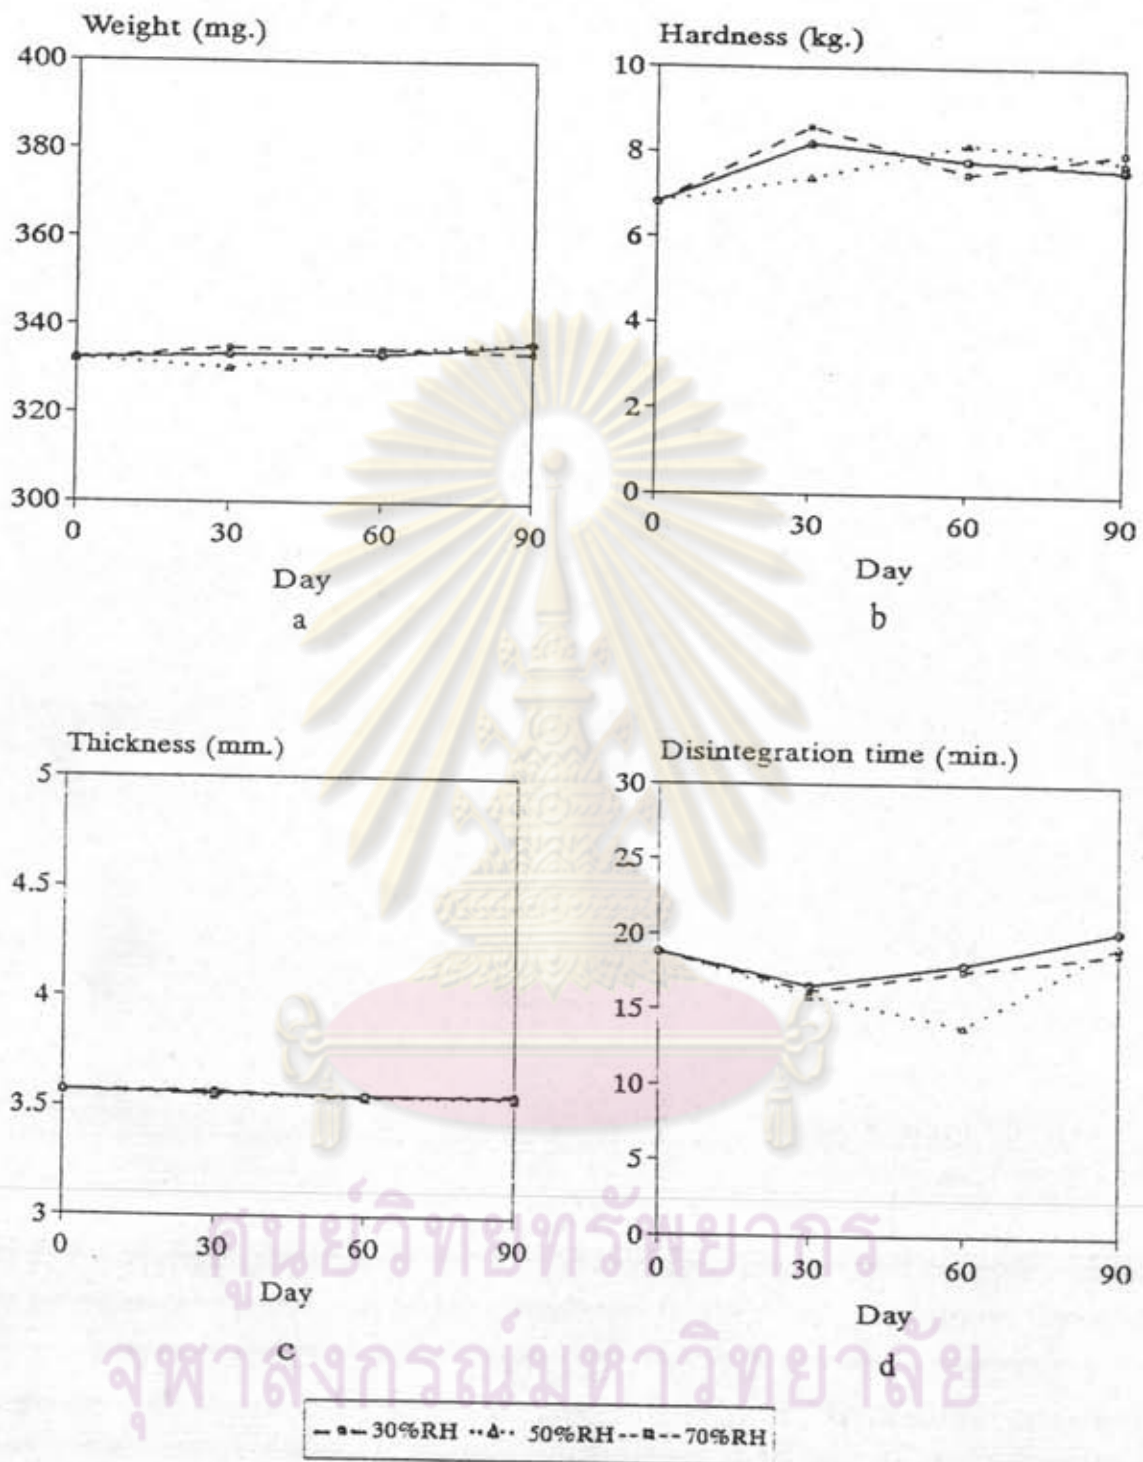 Weight (mg.)
400
380
360
340
320
300
0 30 60 90
Day
a
Hardness (kg.)
10
8
6
4
2
0
0 30 60 90
Day
b
Thickness (mm.)
5
4.5
4
3.5
3
0 30 60 90
Day
c
Disintegration time (min.)
30
25
20
15
10
5
0
0 30 60 90
Day
d
ศูนย์วิทยทรัพยากร
จุฬาลงกรณ์มหาวิทยาลัย
30%RH 50%RH 70%RH